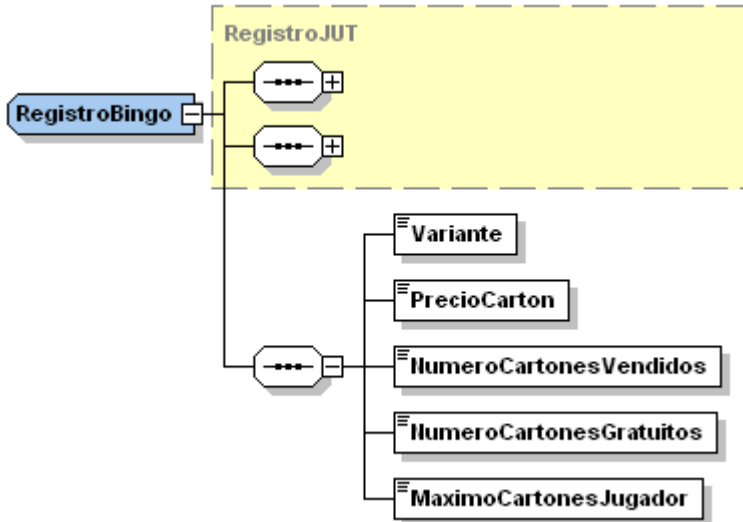 RegistroJUT
RegistroBingo
Variante
PrecioCarton
NumeroCartonesVendidos
NumeroCartonesGratuitos
MaximoCartonesJugador